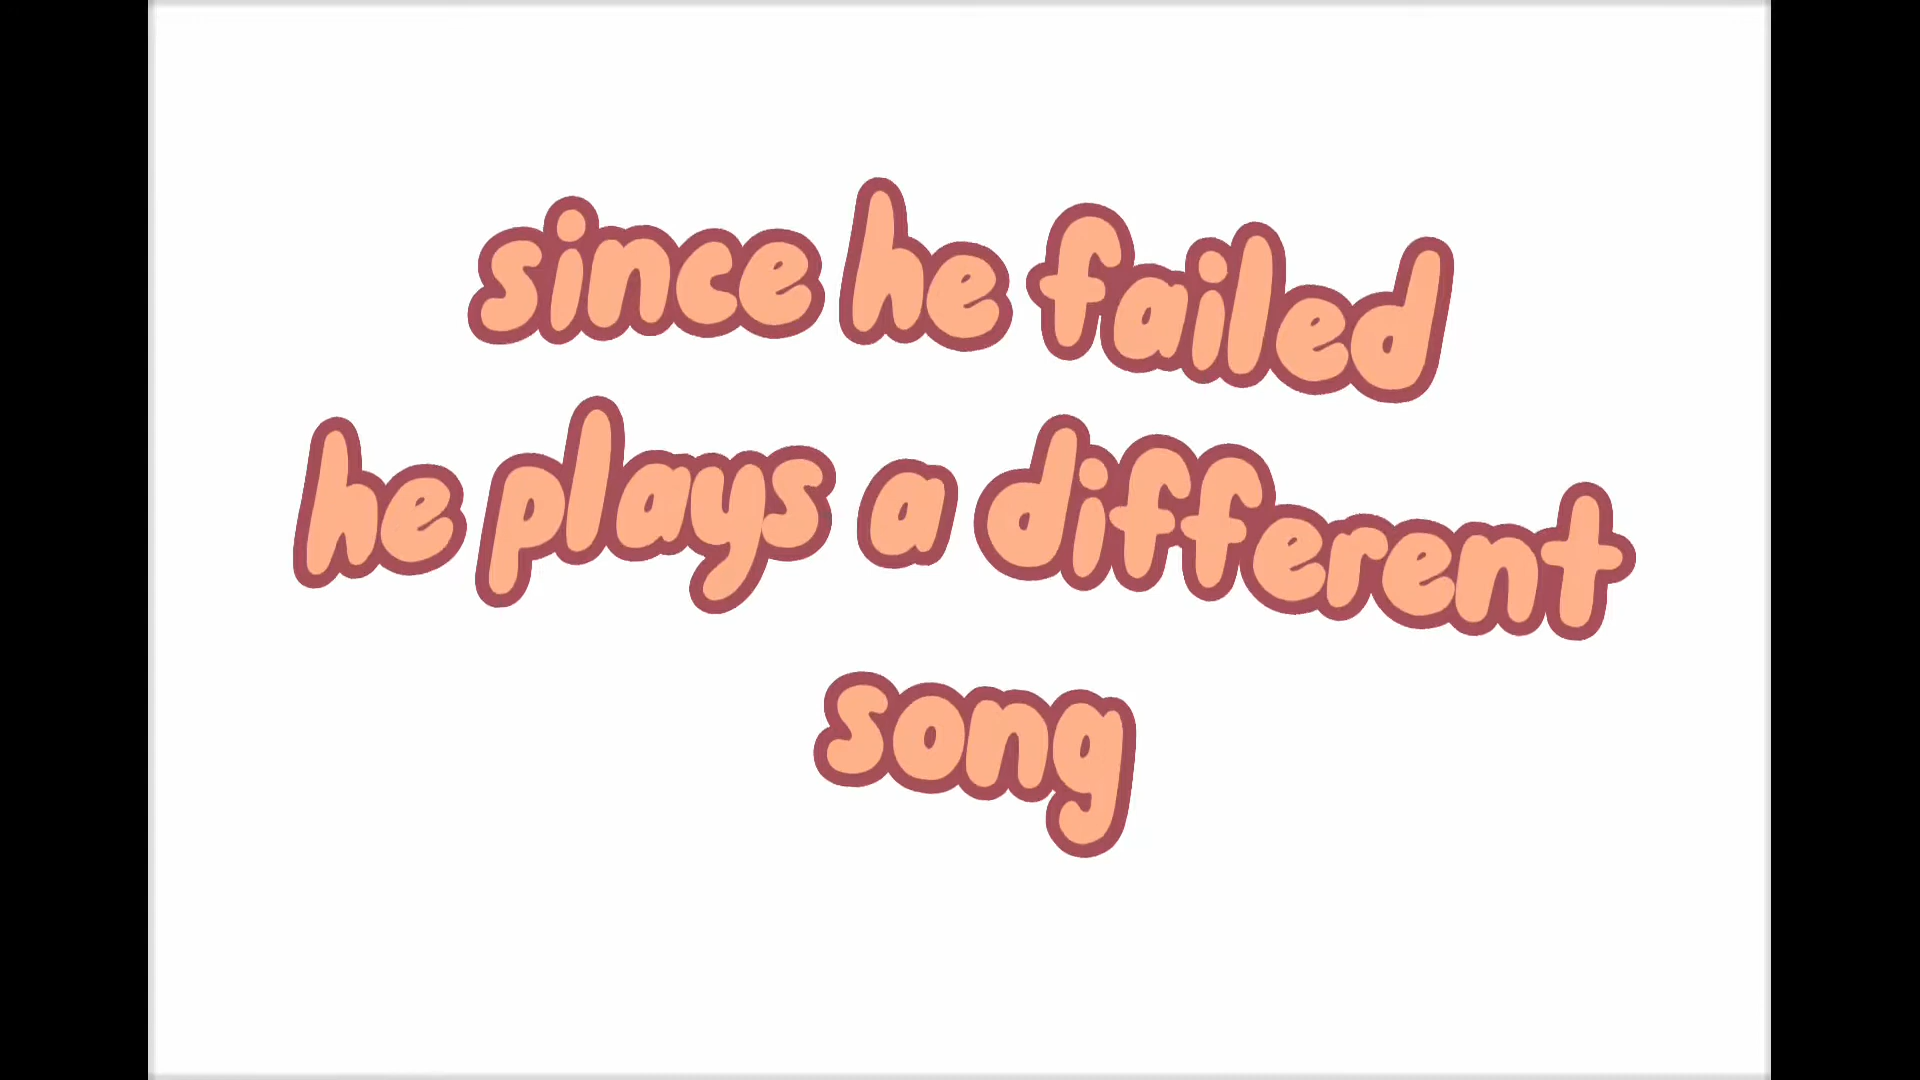 since he failed
he plays a different
song